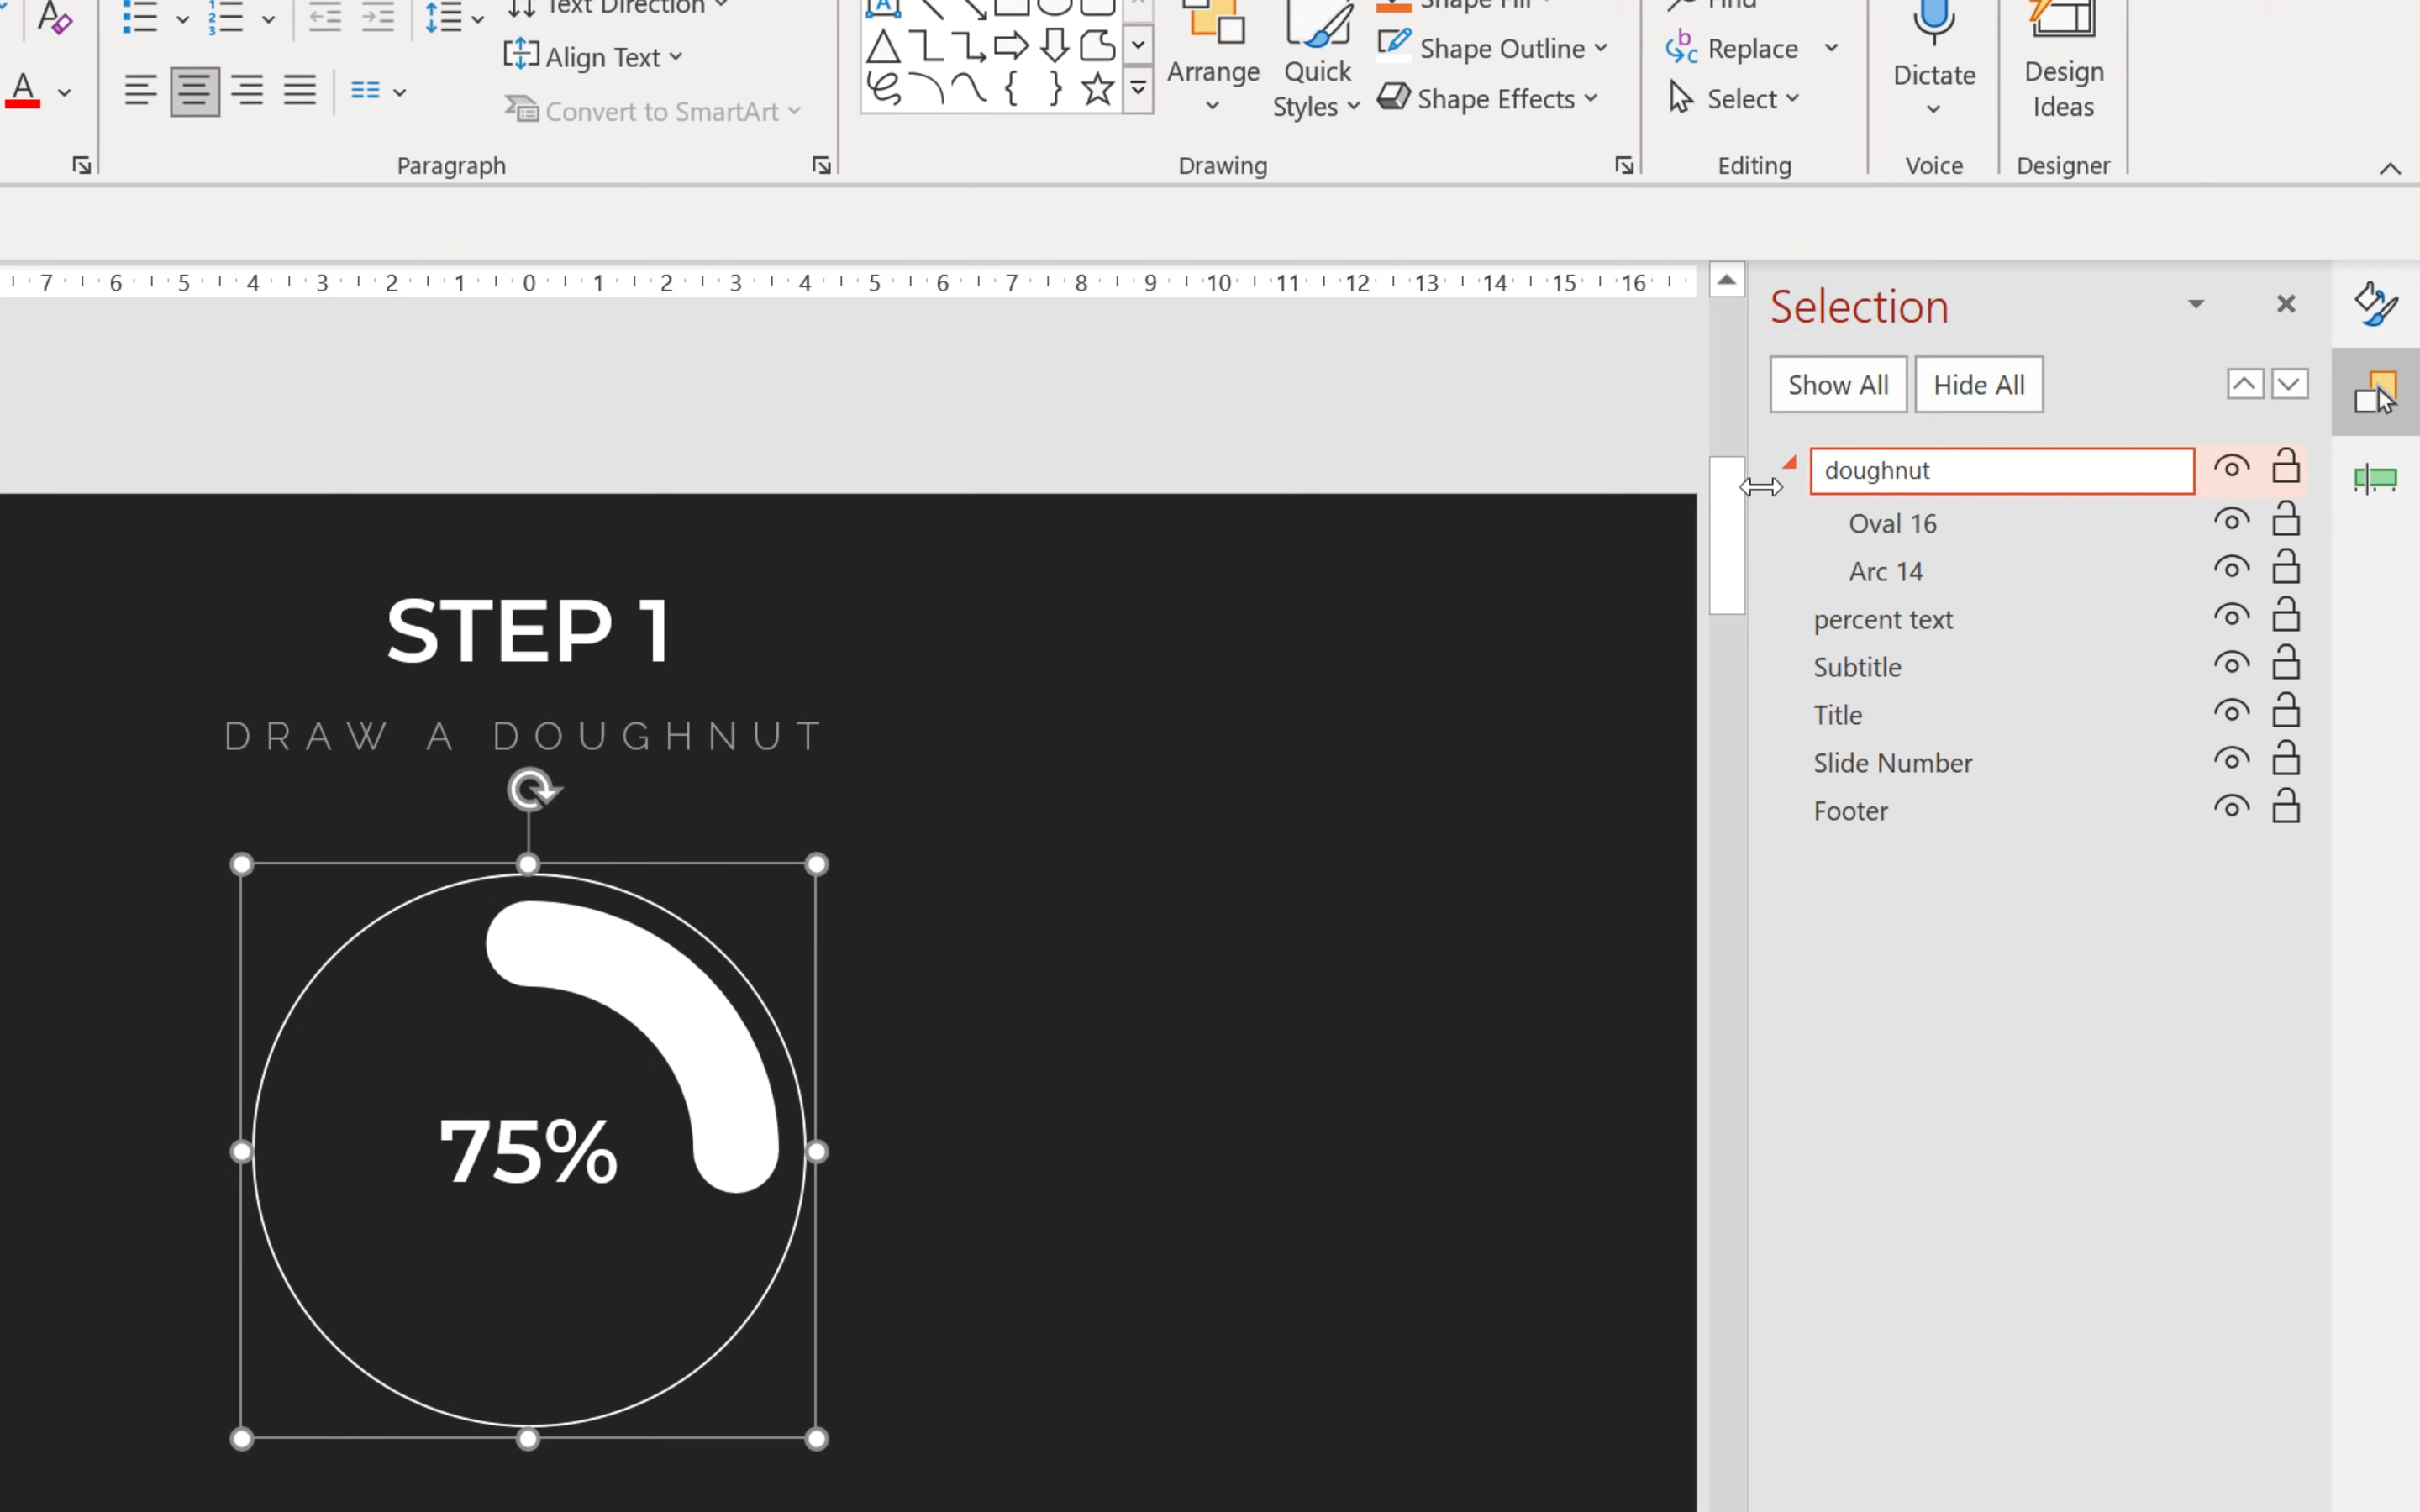 Text Direction
Align Text
Convert to SmartArt
Paragraph
Arrange
Quick
Styles
Shape Fill
Shape Outline
Shape Effects
Drawing
Find
Replace
Select
Editing
Dictate
Voice
Design
Ideas
Designer
7 6 5 4 3 2 1 0 1 2 3 4 5 6 7 8 9 10 11 12 13 14 15 16
Selection
Show All
Hide All
doughnut
Oval 16
Arc 14
percent text
Subtitle
Title
Slide Number
Footer
STEP 1
DRAW A DOUGHNUT
75%